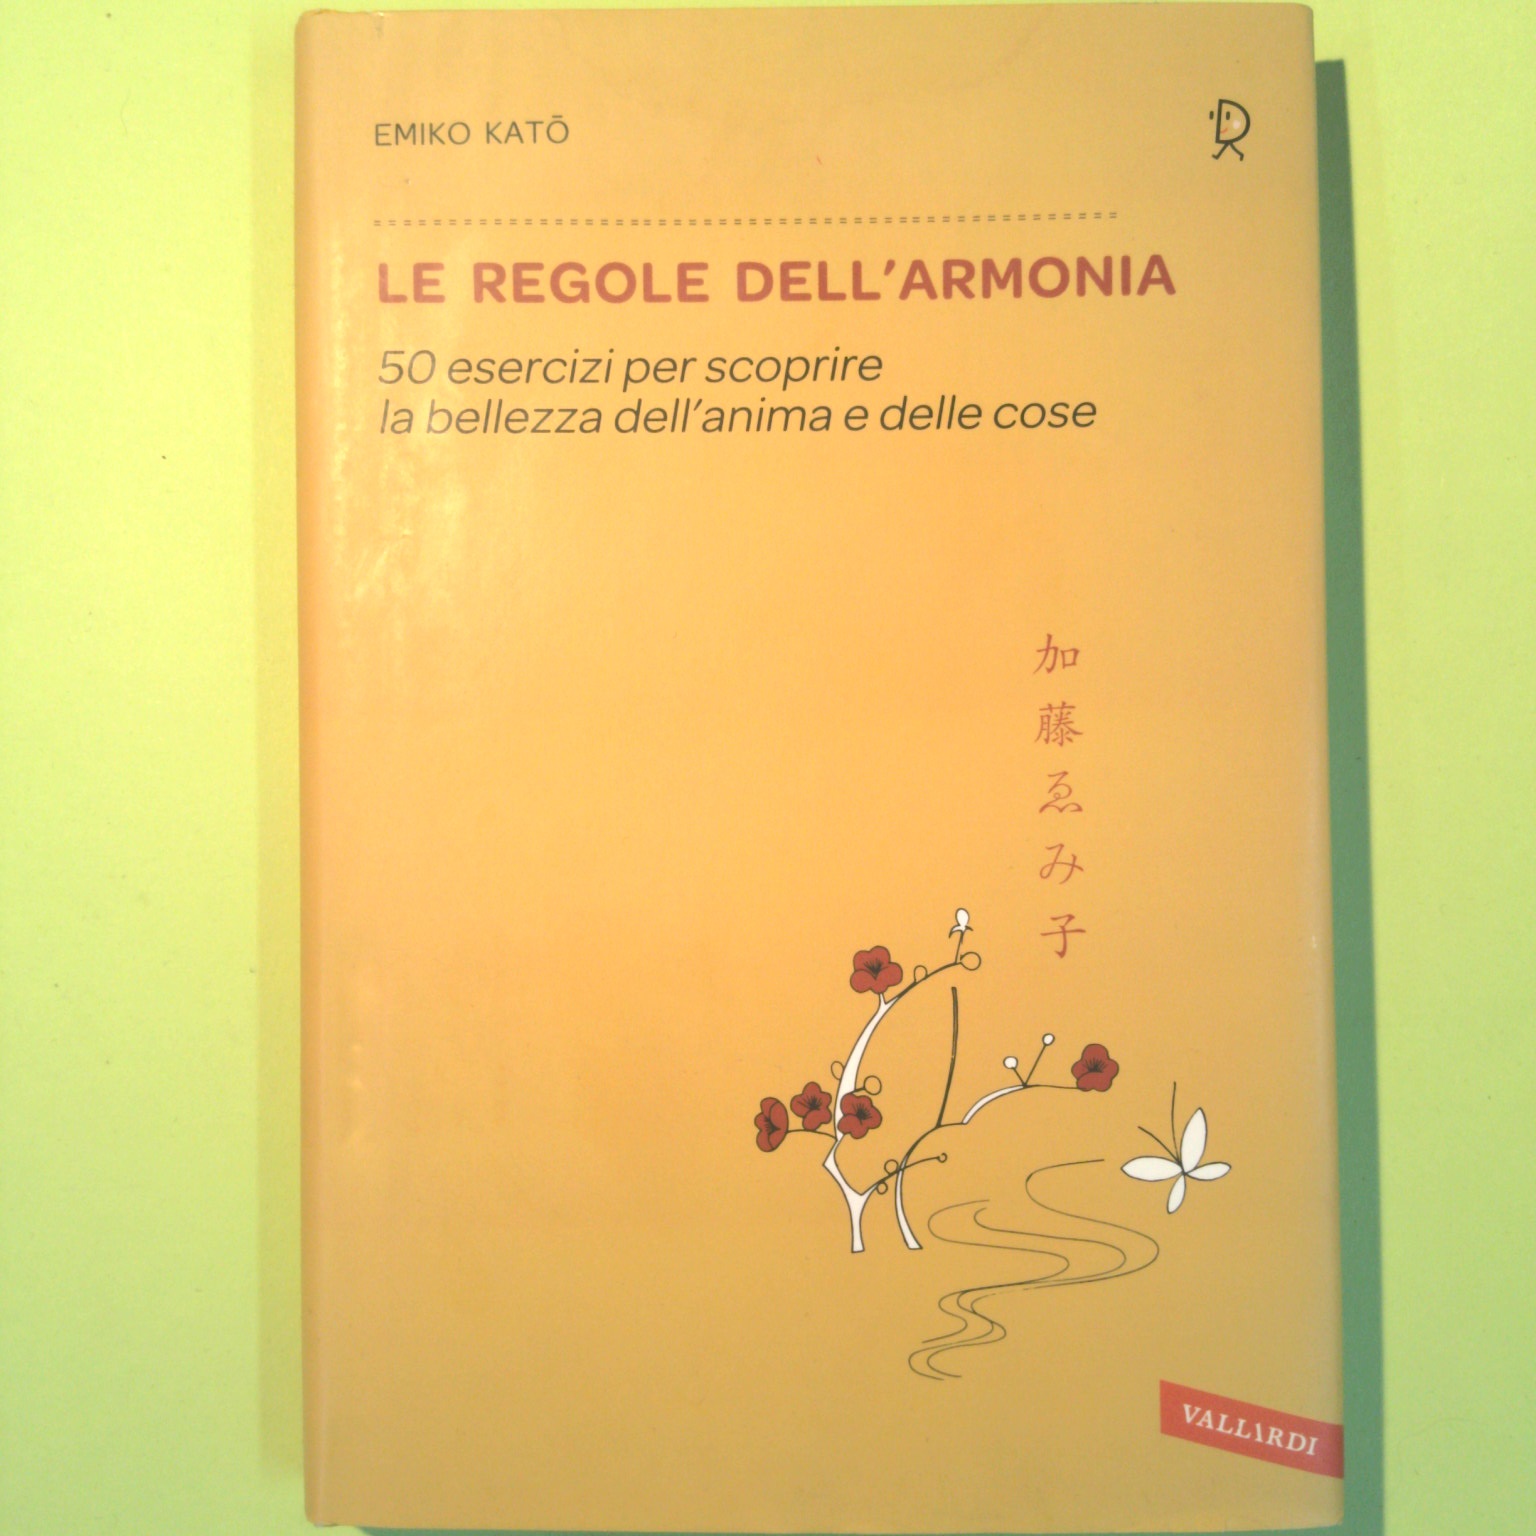 EMIKO KATŌ
LE REGOLE DELL'ARMONIA
50 esercizi per scoprire
la bellezza dell'anima e delle cose
加藤ゑみ子
VALLARDI